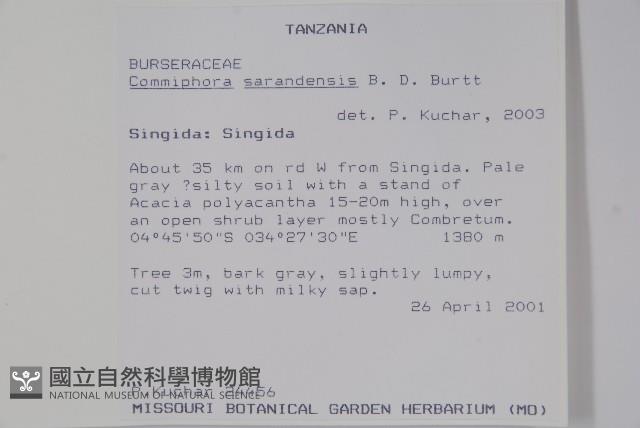 TANZANIA
BURSERACEAE
Commiphora sarandensis B. D. Burtt
det. P. Kuchar, 2003
Singida: Singida
About 35 km on rd W from Singida. Pale
gray ?silty soil with a stand of
Acacia polyacantha 15-20m high, over
an open shrub layer mostly Combretum.
04°45'50"S 034°27'30"E 1380 m
Tree 3m, bark gray, slightly lumpy,
cut twig with milky sap.
26 April 2001
P. Kuchar
國立自然科學博物館
NATIONAL MUSEUM OF NATURAL SCIENCE
MISSOURI BOTANICAL GARDEN HERBARIUM (MO)